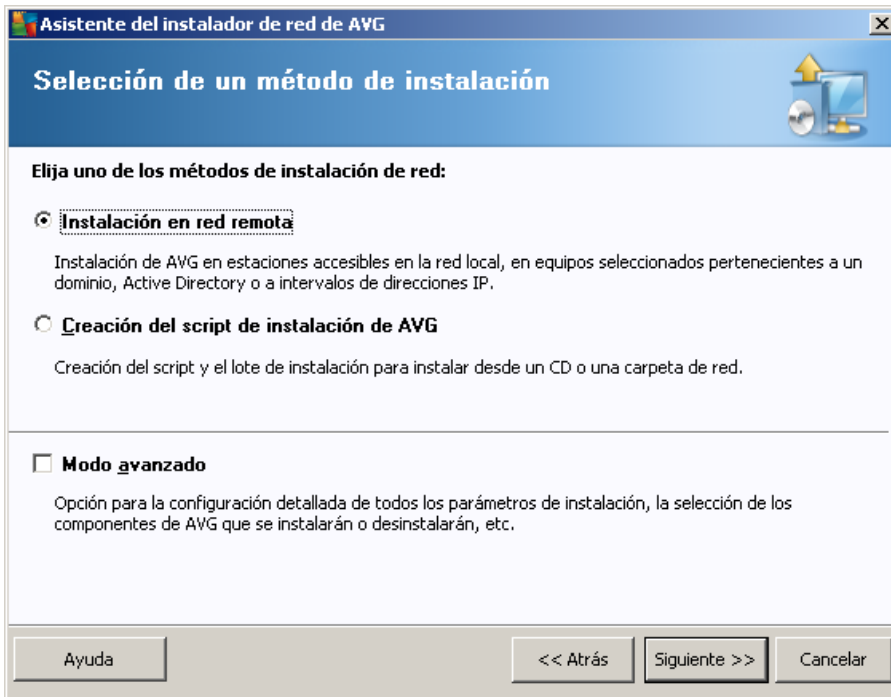 Asistente del instalador de red de AVG
Selección de un método de instalación
Elija uno de los métodos de instalación de red:
Instalación en red remota
Instalación de AVG en estaciones accesibles en la red local, en equipos seleccionados pertenecientes a un
dominio, Active Directory o a intervalos de direcciones IP.
Creación del script de instalación de AVG
Creación del script y el lote de instalación para instalar desde un CD o una carpeta de red.
Modo avanzado
Opción para la configuración detallada de todos los parámetros de instalación, la selección de los
componentes de AVG que se instalarán o desinstalarán, etc.
Ayuda
<< Atrás
Siguiente >>
Cancelar